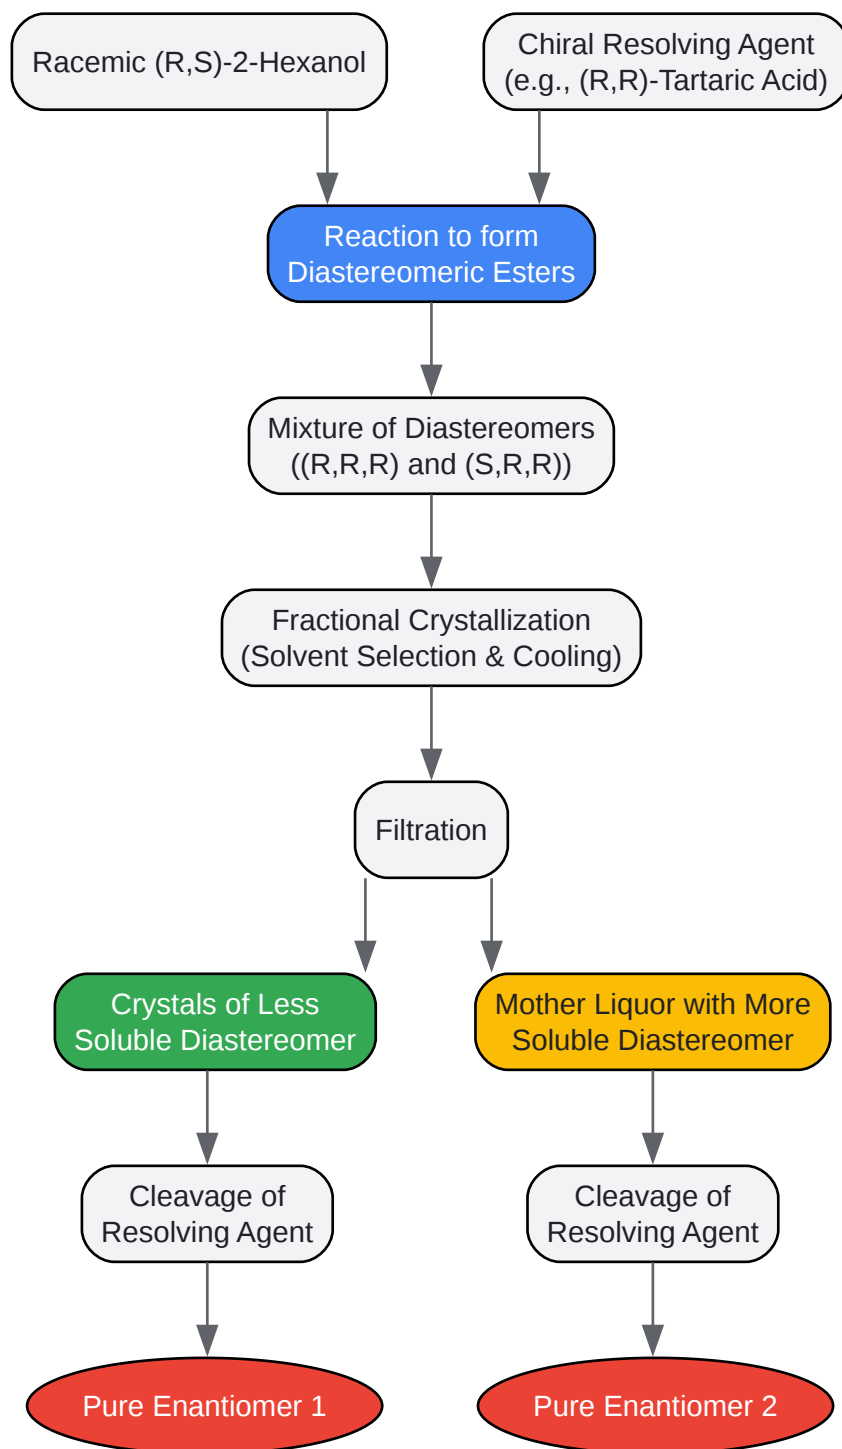 Racemic (R,S)-2-Hexanol
Chiral Resolving Agent
(e.g., (R,R)-Tartaric Acid)
Reaction to form
Diastereomeric Esters
Mixture of Diastereomers
((R,R,R) and (S,R,R))
Fractional Crystallization
(Solvent Selection & Cooling)
Filtration
Crystals of Less
Soluble Diastereomer
Mother Liquor with More
Soluble Diastereomer
Cleavage of
Resolving Agent
Cleavage of
Resolving Agent
Pure Enantiomer 1
Pure Enantiomer 2